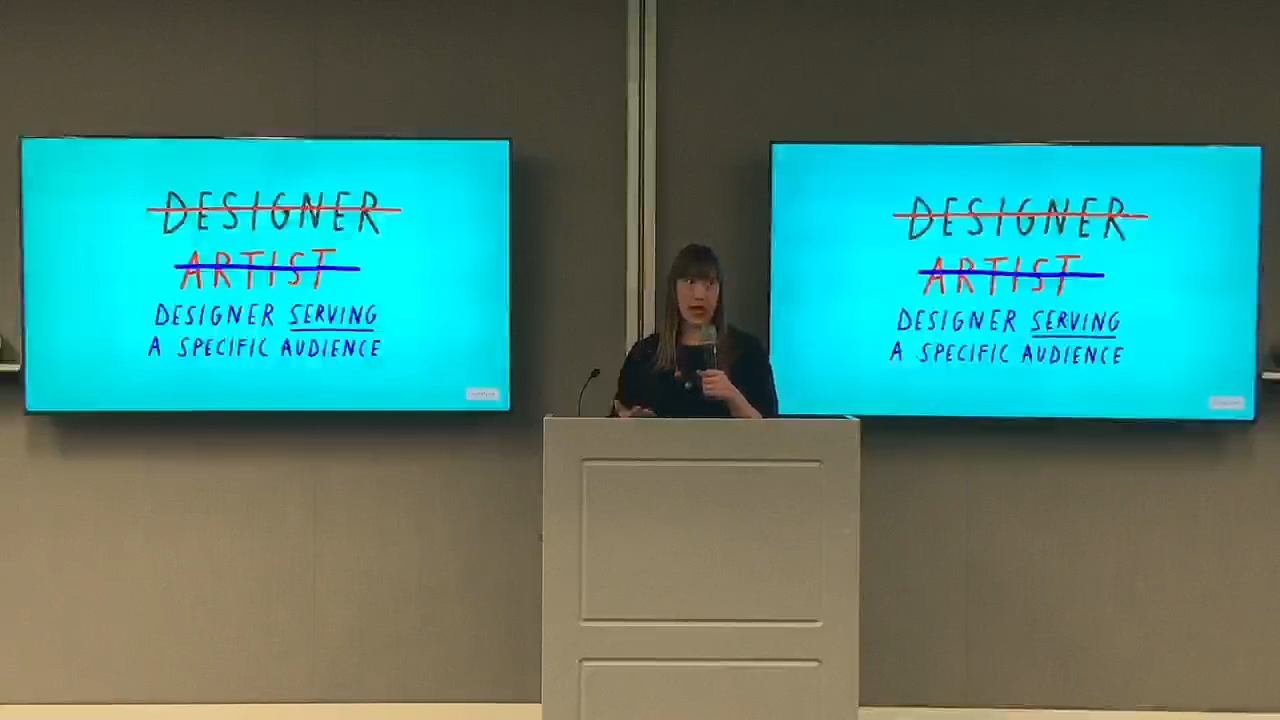 DESIGNER
ARTIST
DESIGNER SERVING
A SPECIFIC AUDIENCE
DESIGNER
ARTIST
DESIGNER SERVING
A SPECIFIC AUDIENCE